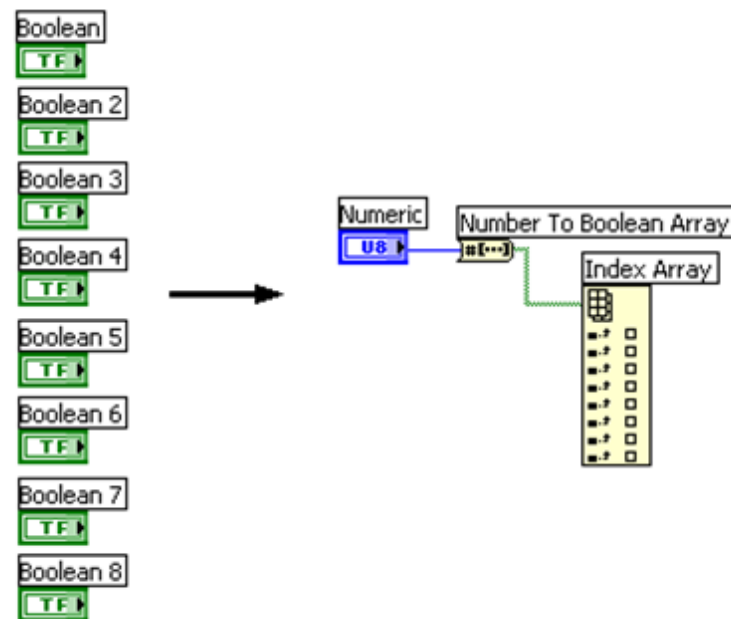 Boolean
TF
Boolean 2
TF
Boolean 3
TF
Boolean 4
TF
Boolean 5
TF
Boolean 6
TF
Boolean 7
TF
Boolean 8
TF
Numeric
U8
Number To Boolean Array
#[...]
Index Array